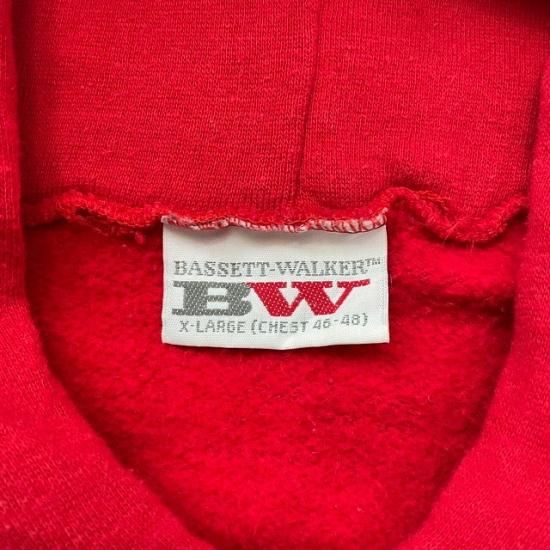 BASSETT-WALKER™
BW
X-LARGE (CHEST 46-48)